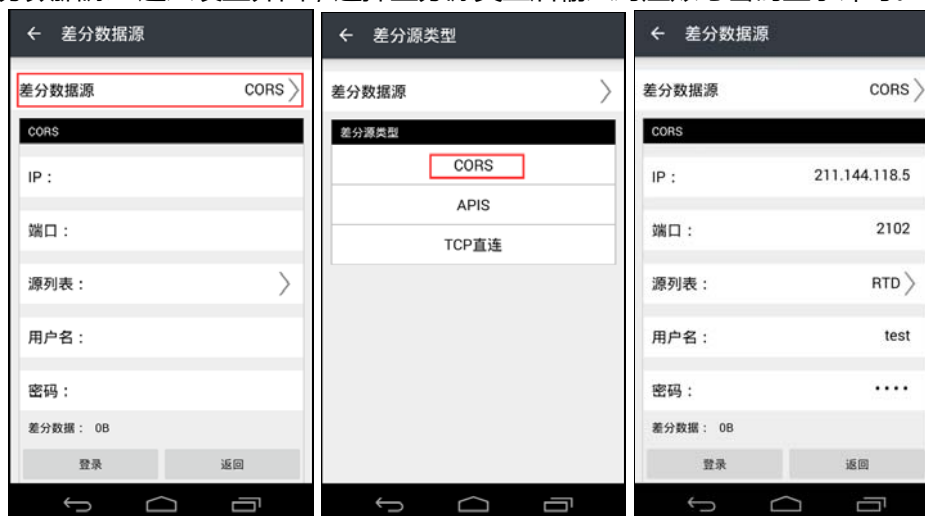 差分数据源
差分数据源 CORS
CORS
IP：
端口：
源列表：
用户名：
密码：
差分数据： 0B
登录 返回
差分源类型
差分数据源
差分源类型
CORS
APIS
TCP直连
差分数据源
差分数据源 CORS
CORS
IP： 211.144.118.5
端口： 2102
源列表： RTD
用户名： test
密码： ····
差分数据： 0B
登录 返回